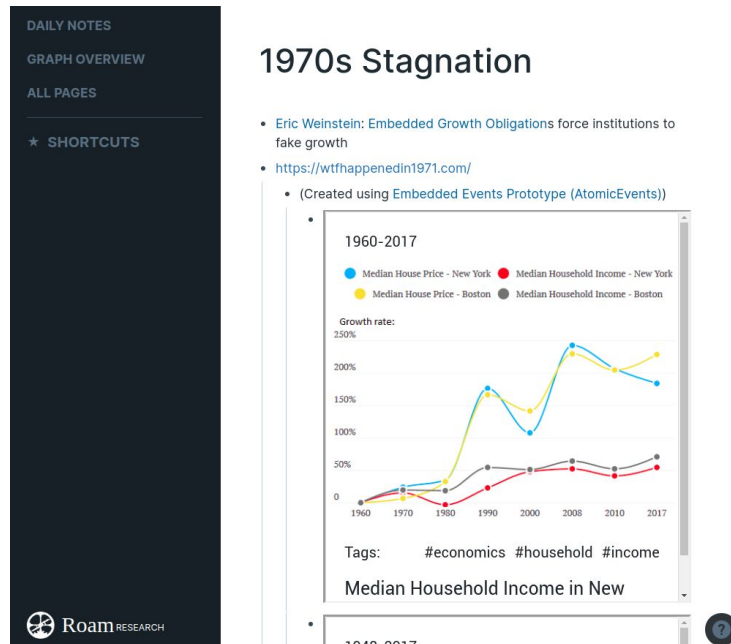 DAILY NOTES
GRAPH OVERVIEW
ALL PAGES
★ SHORTCUTS
Roam RESEARCH
1970s Stagnation
Eric Weinstein: Embedded Growth Obligations force institutions to
fake growth
https://wtfhappenedin1971.com/
(Created using Embedded Events Prototype (AtomicEvents))
1960-2017
Median House Price - New York Median Household Income - New York
Median House Price - Boston Median Household Income - Boston
Growth rate:
250%
200%
150%
100%
50%
0
1960 1970 1980 1990 2000 2008 2010 2017
Tags: #economics #household #income
Median Household Income in New
?